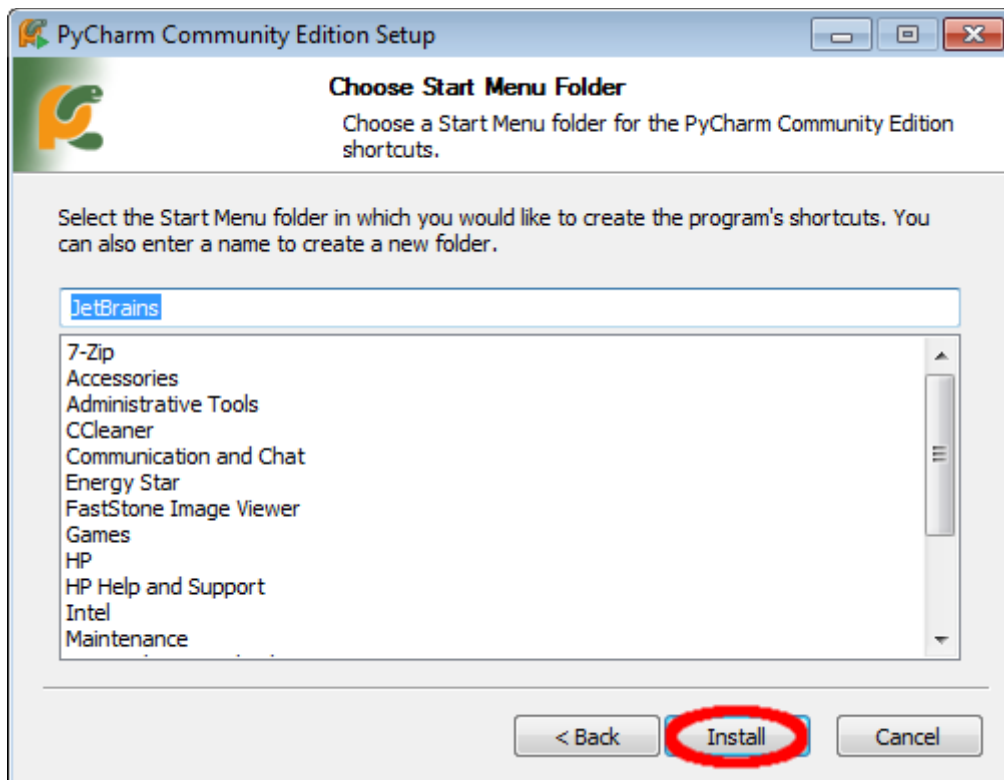 PyCharm Community Edition Setup
Choose Start Menu Folder
Choose a Start Menu folder for the PyCharm Community Edition
shortcuts.
Select the Start Menu folder in which you would like to create the program's shortcuts. You
can also enter a name to create a new folder.
JetBrains
7-Zip
Accessories
Administrative Tools
CCleaner
Communication and Chat
Energy Star
FastStone Image Viewer
Games
HP
HP Help and Support
Intel
Maintenance
< Back
Install
Cancel